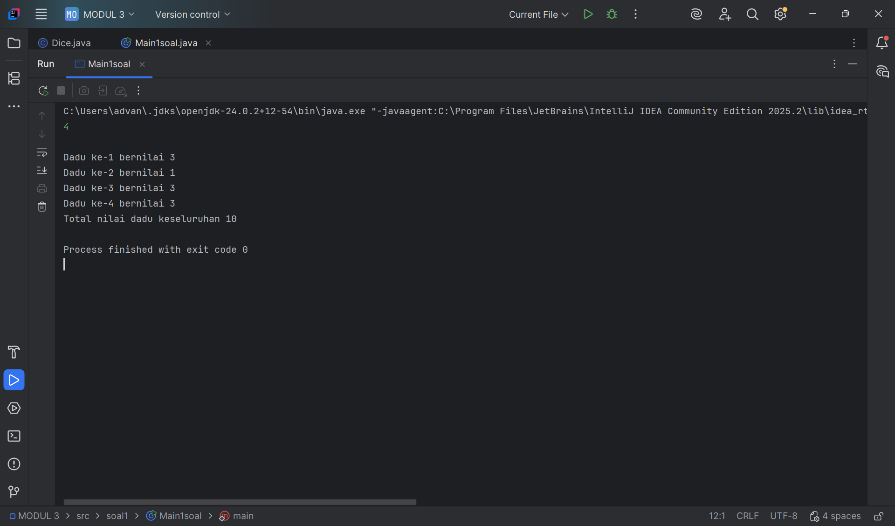 MO MODUL 3 Version control Current File
Dice.java Main1soal.java
Run Main1soal
C:\Users\advan\.jdks\openjdk-24.0.2+12-54\bin\java.exe "-javaagent:C:\Program Files\JetBrains\IntelliJ IDEA Community Edition 2025.2\lib\idea_rt
4
Dadu ke-1 bernilai 3
Dadu ke-2 bernilai 1
Dadu ke-3 bernilai 3
Dadu ke-4 bernilai 3
Total nilai dadu keseluruhan 10
Process finished with exit code 0
MODUL 3 > src > soal1 > Main1soal > main 12:1 CRLF UTF-8 4 spaces